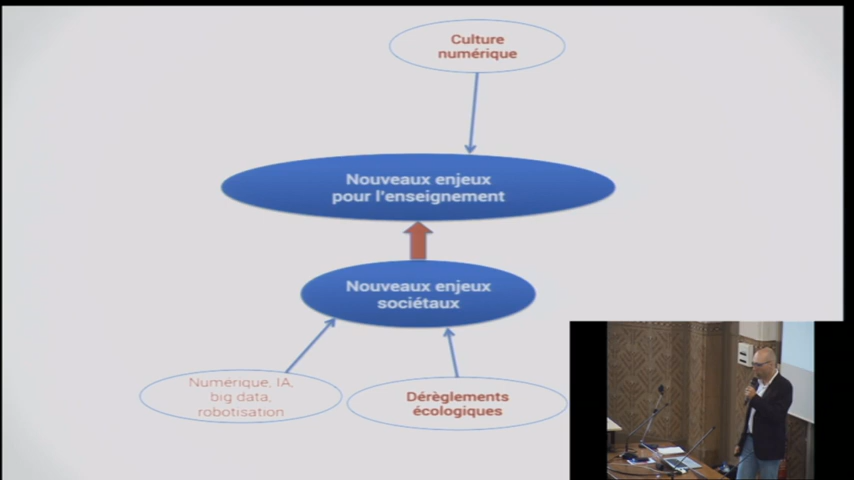 Culture
numérique
Nouveaux enjeux
pour l'enseignement
Nouveaux enjeux
sociétaux
Numérique, IA,
big data,
robotisation
Dérèglements
écologiques